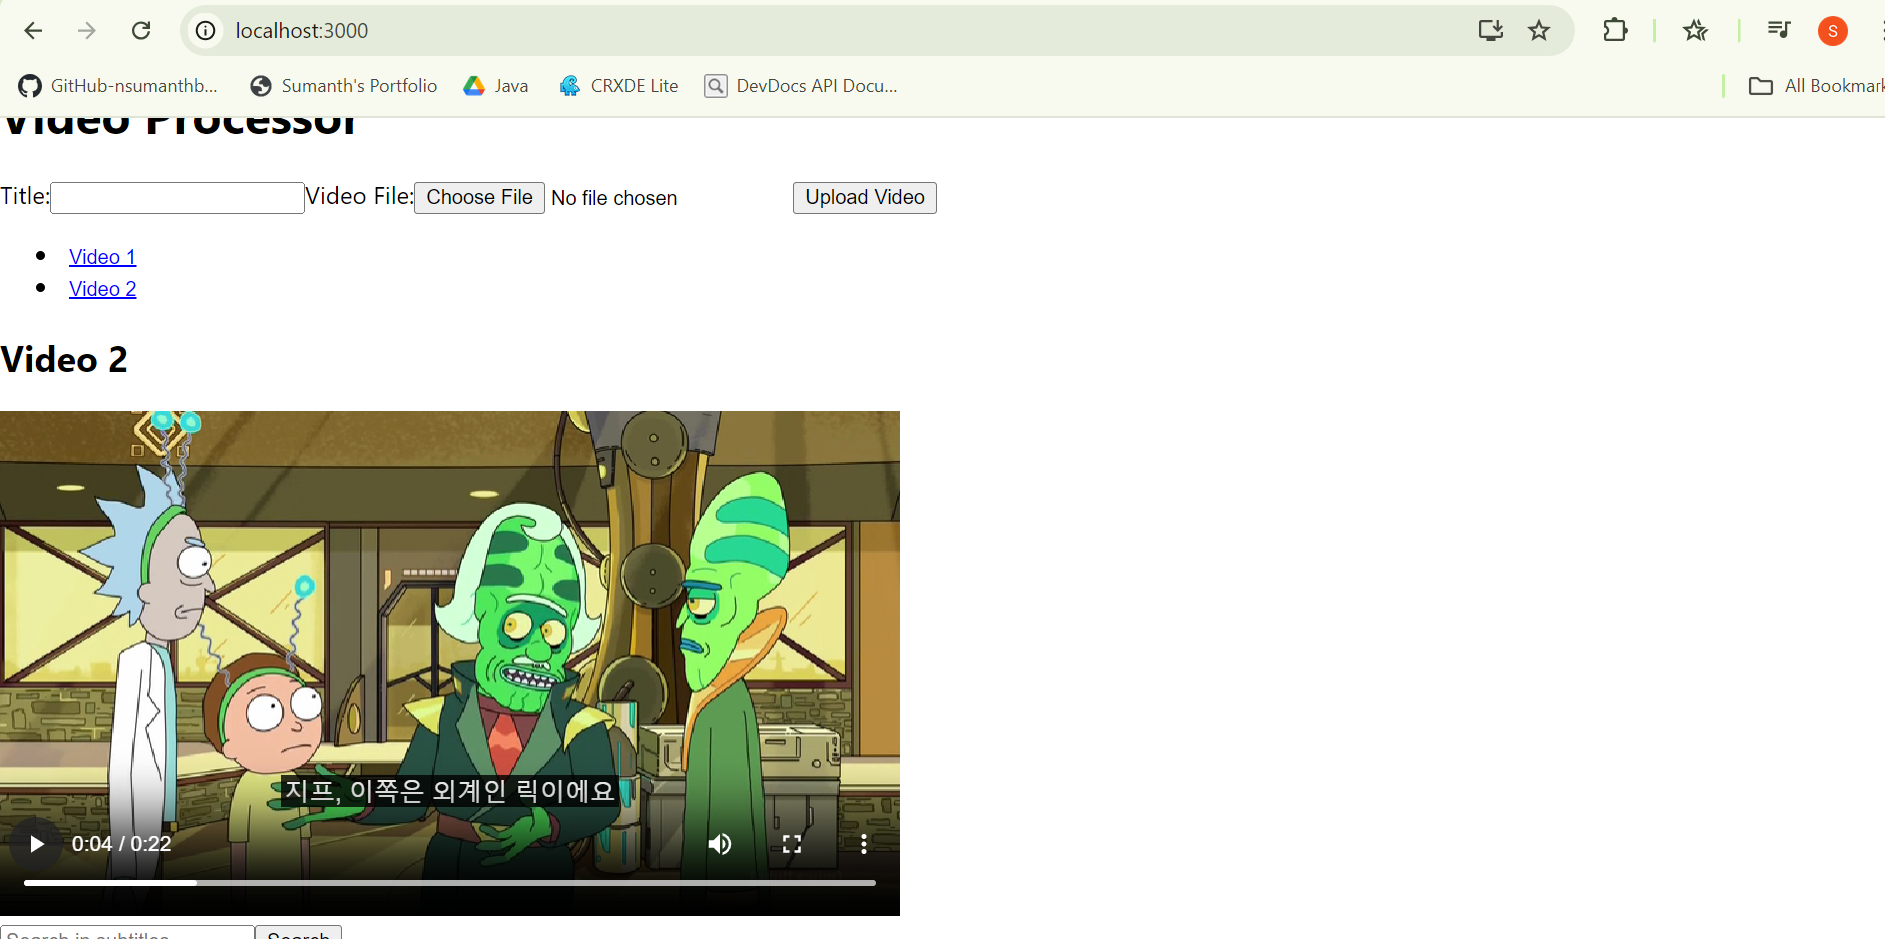 localhost:3000
S
GitHub-nsumanthb... Sumanth's Portfolio Java CRXDE Lite DevDocs API Docu... All Bookmark
Video Processor
Title: Video File: Choose File No file chosen Upload Video
Video 1
Video 2
Video 2
지프, 이쪽은 외계인 릭이에요
0:04 / 0:22
Search in subtitles Search